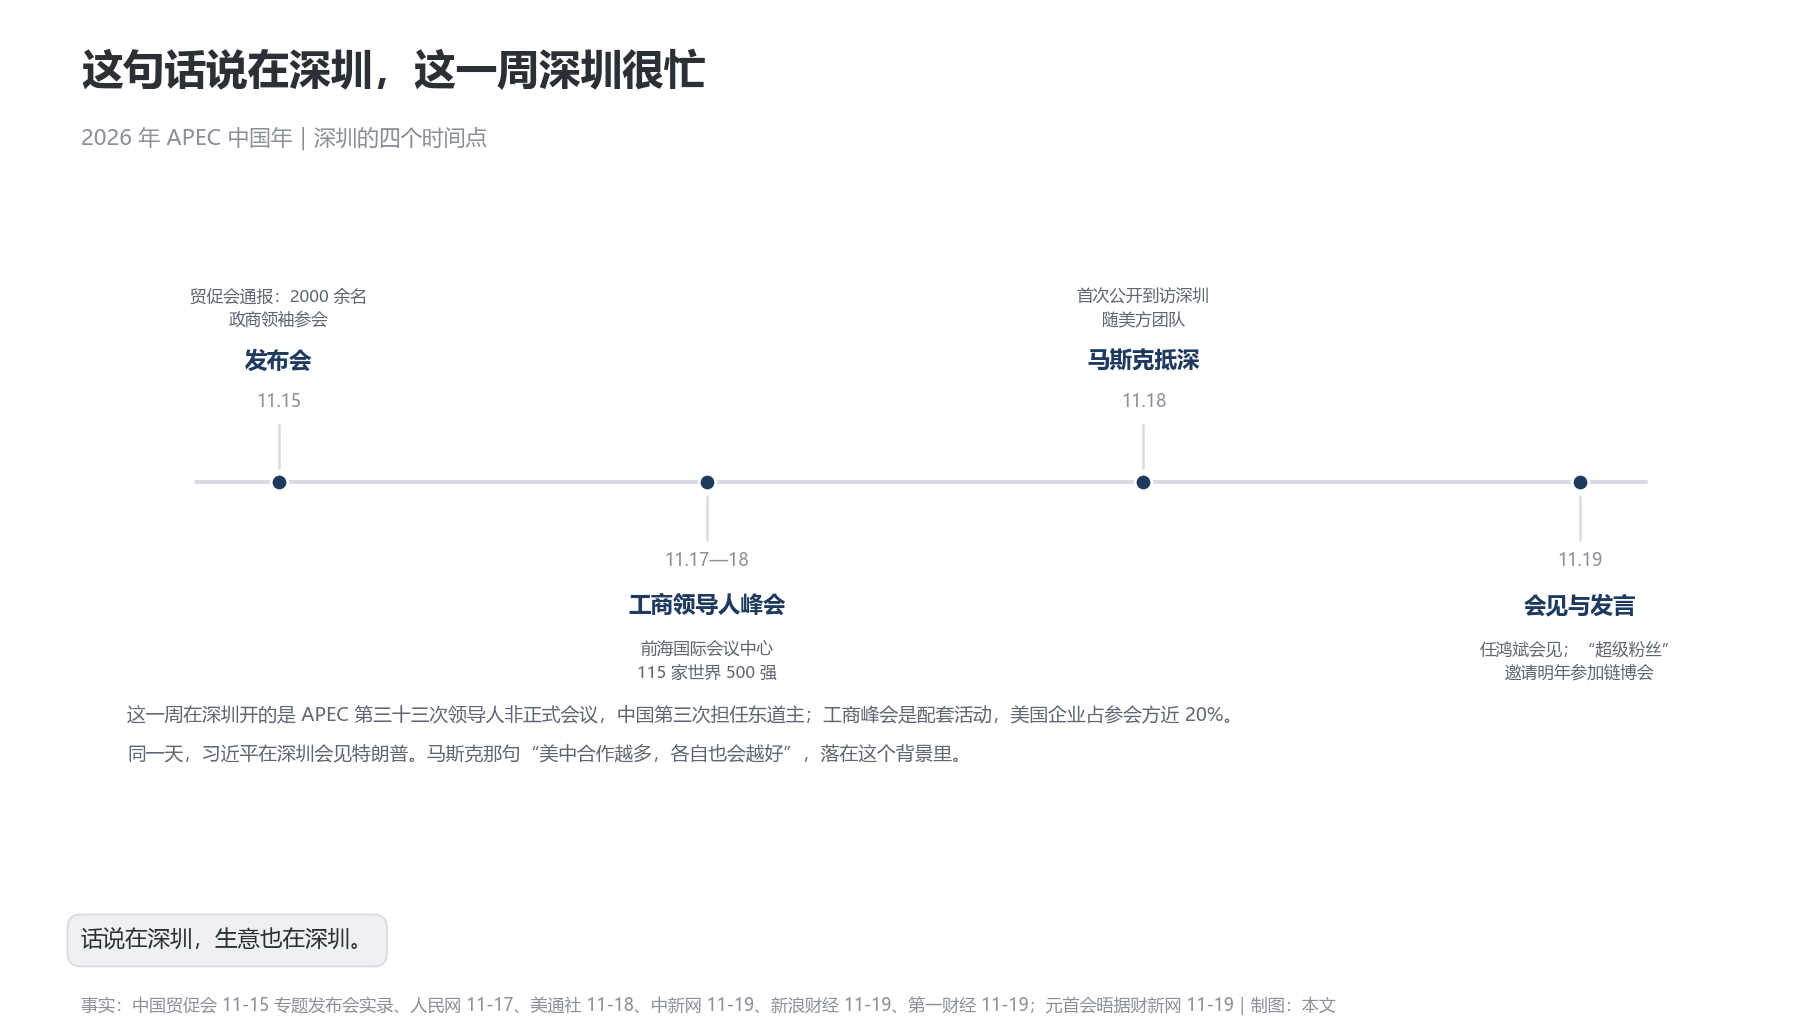 这句话说在深圳，这一周深圳很忙
2026 年 APEC 中国年 | 深圳的四个时间点
贸促会通报：2000 余名
政商领袖参会
发布会
11.15
11.17—18
工商领导人峰会
前海国际会议中心
115 家世界 500 强
首次公开到访深圳
随美方团队
马斯克抵深
11.18
11.19
会见与发言
任鸿斌会见；“超级粉丝”
邀请明年参加链博会
这一周在深圳开的是 APEC 第三十三次领导人非正式会议，中国第三次担任东道主；工商峰会是配套活动，美国企业占参会方近 20%。
同一天，习近平在深圳会见特朗普。马斯克那句“美中合作越多，各自也会越好”，落在这个背景里。
话说在深圳，生意也在深圳。
事实：中国贸促会 11-15 专题发布会实录、人民网 11-17、美通社 11-18、中新网 11-19、新浪财经 11-19、第一财经 11-19；元首会晤据财新网 11-19 | 制图：本文